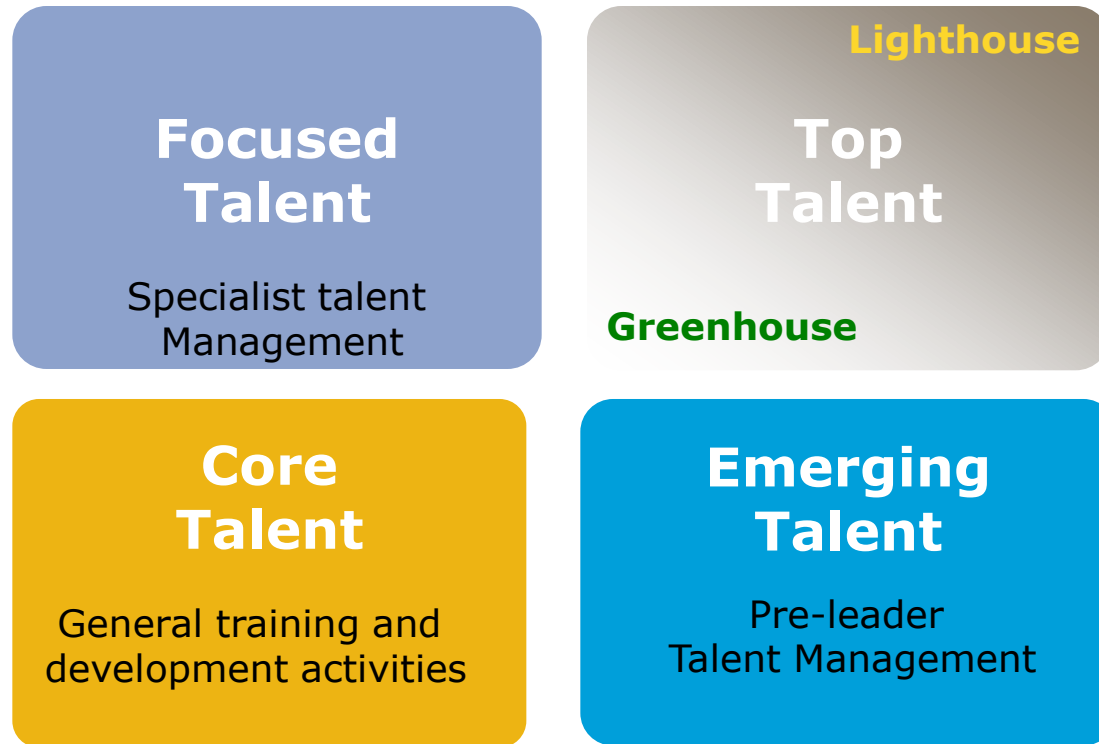 Focused
Talent
Specialist talent
Management
Lighthouse
Top
Talent
Greenhouse
Core
Talent
General training and
development activities
Emerging
Talent
Pre-leader
Talent Management